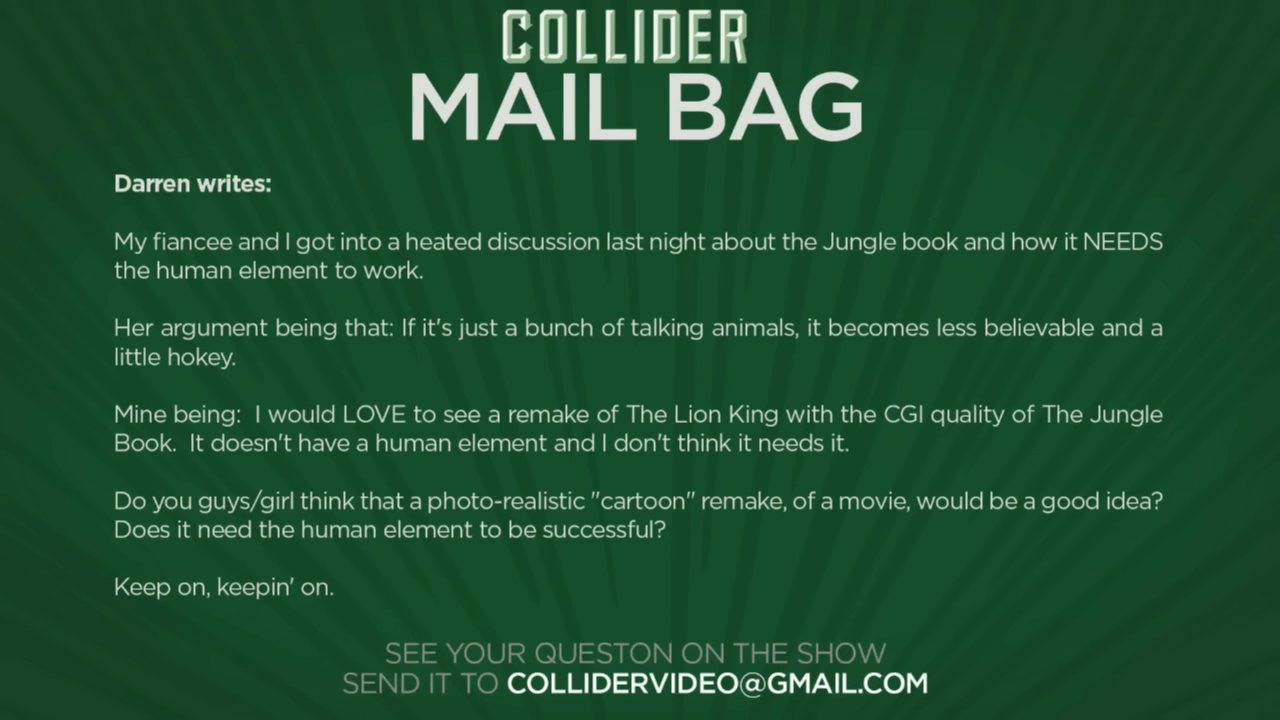 COLLIDER
MAIL BAG
Darren writes:
My fiancee and I got into a heated discussion last night about the Jungle book and how it NEEDS
the human element to work.
Her argument being that: If it's just a bunch of talking animals, it becomes less believable and a
little hokey.
Mine being:  I would LOVE to see a remake of The Lion King with the CGI quality of The Jungle
Book.  It doesn't have a human element and I don't think it needs it.
Do you guys/girl think that a photo-realistic "cartoon" remake, of a movie, would be a good idea?
Does it need the human element to be successful?
Keep on, keepin' on.
SEE YOUR QUESTON ON THE SHOW
SEND IT TO COLLIDERVIDEO@GMAIL.COM